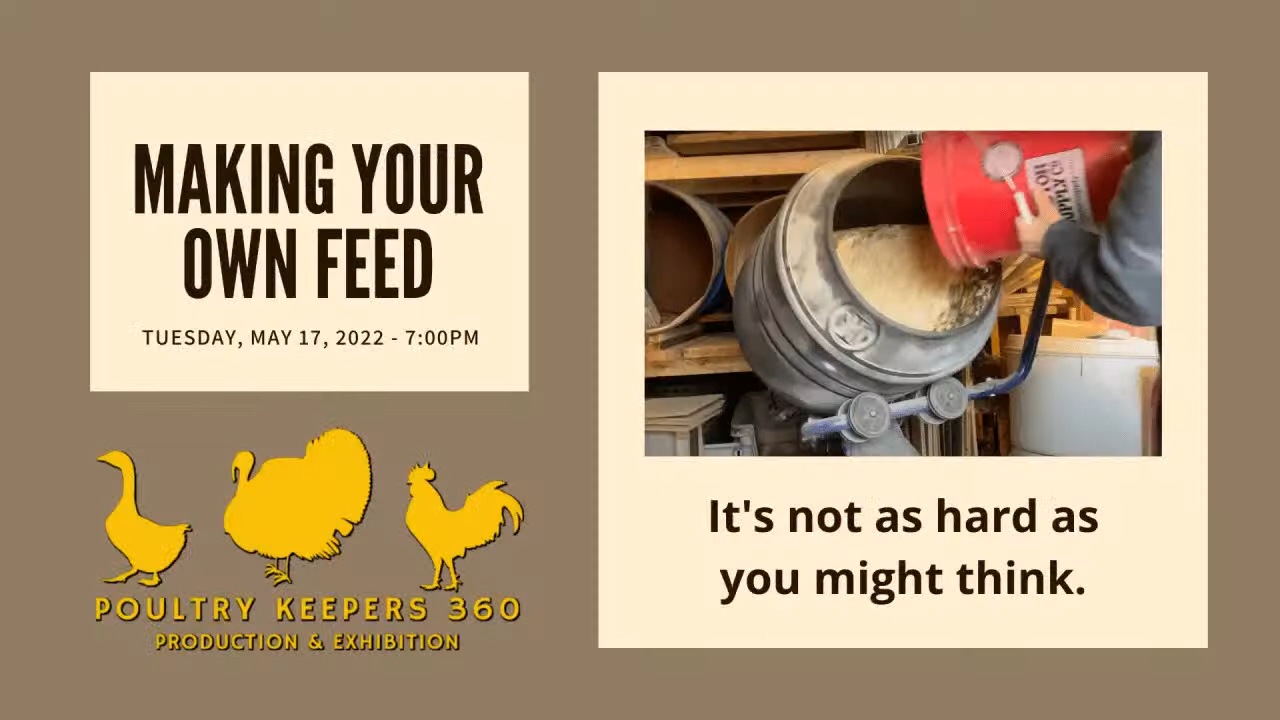 MAKING YOUR
OWN FEED
TUESDAY, MAY 17, 2022 - 7:00PM
POULTRY KEEPERS 360
PRODUCTION & EXHIBITION
It's not as hard as
you might think.